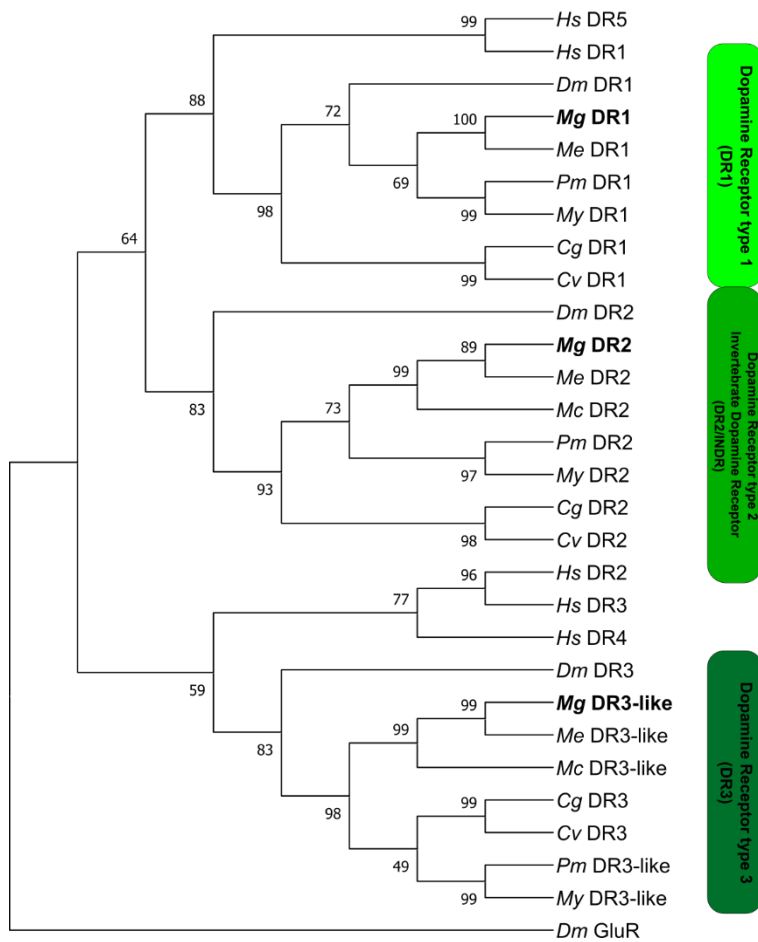 99
Hs DR5
Hs DR1
88
72
Dm DR1
100
Mg DR1
Me DR1
69
Pm DR1
99
My DR1
98
Cg DR1
99
Cv DR1
64
Dm DR2
89
Mg DR2
99
Me DR2
83
73
Mc DR2
Pm DR2
97
My DR2
93
Cg DR2
98
Cv DR2
96
Hs DR2
77
Hs DR3
Hs DR4
59
Dm DR3
99
Mg DR3-like
99
Me DR3-like
83
Mc DR3-like
99
Cg DR3
98
Cv DR3
49
Pm DR3-like
99
My DR3-like
Dm GluR
Dopamine Receptor type 1
(DR1)
Dopamine Receptor type 2
Invertebrate Dopamine Receptor
(DR2/INDR)
Dopamine Receptor type 3
(DR3)